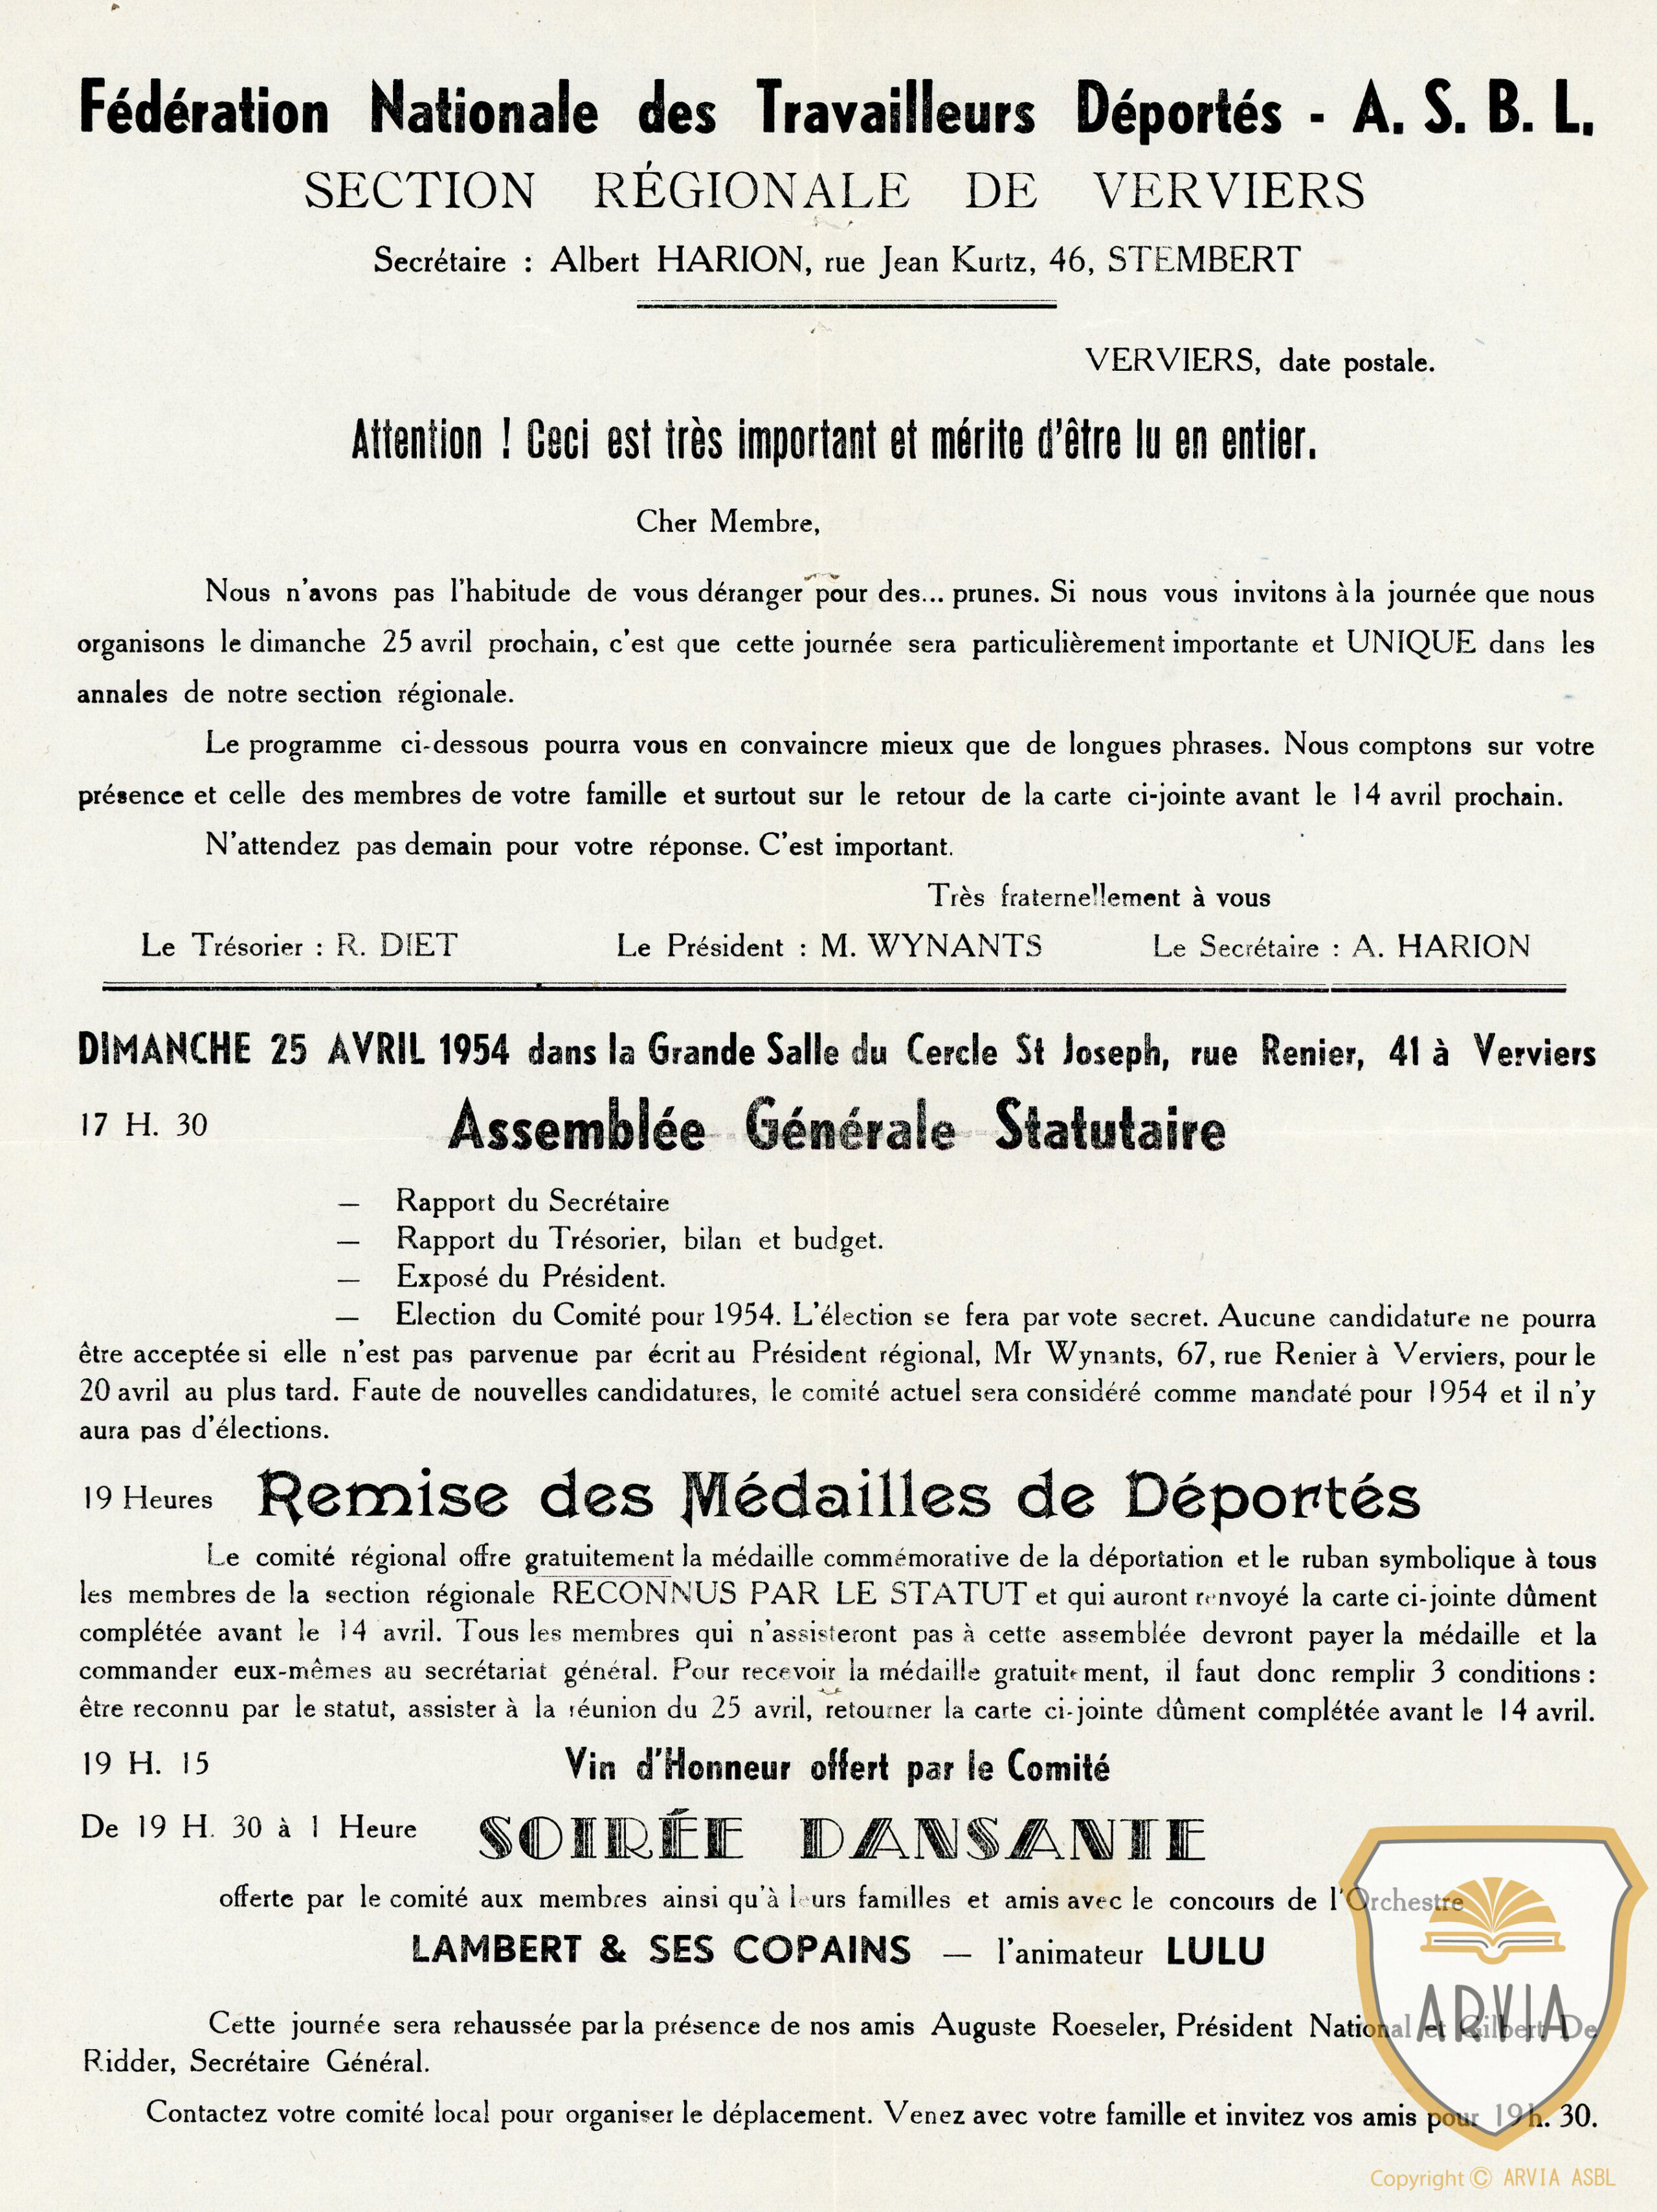 Fédération Nationale des Travailleurs Déportés - A. S. B. L.
SECTION RÉGIONALE DE VERVIERS
Secrétaire : Albert HARION, rue Jean Kurtz, 46, STEMBERT
VERVIERS, date postale.
Attention ! Ceci est très important et mérite d'être lu en entier.
Cher Membre,
Nous n'avons pas l'habitude de vous déranger pour des... prunes. Si nous vous invitons à la journée que nous
organisons le dimanche 25 avril prochain, c'est que cette journée sera particulièrement importante et UNIQUE dans les
annales de notre section régionale.
Le programme ci-dessous pourra vous en convaincre mieux que de longues phrases. Nous comptons sur votre
présence et celle des membres de votre famille et surtout sur le retour de la carte ci-jointe avant le 14 avril prochain.
N'attendez pas demain pour votre réponse. C'est important.
Très fraternellement à vous
Le Trésorier : R. DIET Le Président : M. WYNANTS Le Secrétaire : A. HARION
DIMANCHE 25 AVRIL 1954 dans la Grande Salle du Cercle St Joseph, rue Renier, 41 à Verviers
17 H. 30 Assemblée Générale Statutaire
— Rapport du Secrétaire
— Rapport du Trésorier, bilan et budget.
— Exposé du Président.
— Election du Comité pour 1954. L'élection se fera par vote secret. Aucune candidature ne pourra
être acceptée si elle n'est pas parvenue par écrit au Président régional, Mr Wynants, 67, rue Renier à Verviers, pour le
20 avril au plus tard. Faute de nouvelles candidatures, le comité actuel sera considéré comme mandaté pour 1954 et il n'y
aura pas d'élections.
19 Heures Remise des Médailles de Déportés
Le comité régional offre gratuitement la médaille commémorative de la déportation et le ruban symbolique à tous
les membres de la section régionale RECONNUS PAR LE STATUT et qui auront renvoyé la carte ci-jointe dûment
complétée avant le 14 avril. Tous les membres qui n'assisteront pas à cette assemblée devront payer la médaille et la
commander eux-mêmes au secrétariat général. Pour recevoir la médaille gratuitement, il faut donc remplir 3 conditions :
être reconnu par le statut, assister à la réunion du 25 avril, retourner la carte ci-jointe dûment complétée avant le 14 avril.
19 H. 15 Vin d'Honneur offert par le Comité
De 19 H. 30 à 1 Heure SOIRÉE DANSANTE
offerte par le comité aux membres ainsi qu'à leurs familles et amis avec le concours de l'Orchestre
LAMBERT & SES COPAINS — l'animateur LULU
Cette journée sera rehaussée par la présence de nos amis Auguste Roeseler, Président National et Gilbert De
Ridder, Secrétaire Général.
Contactez votre comité local pour organiser le déplacement. Venez avec votre famille et invitez vos amis pour 19 h. 30.
ARVIA
Copyright © ARVIA ASBL